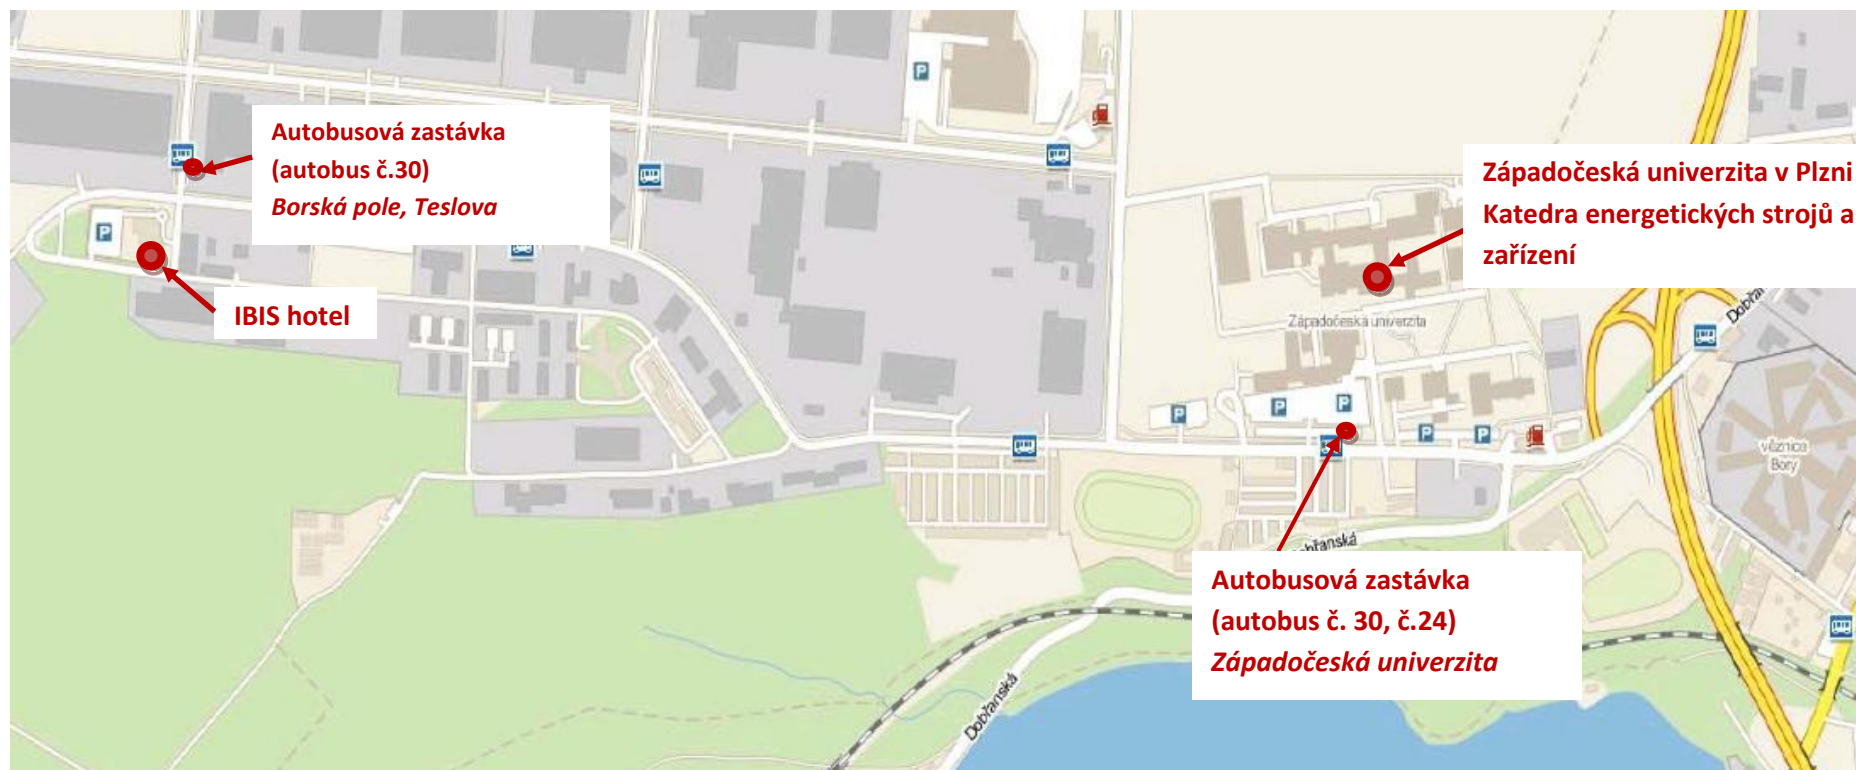 Autobusová zastávka
(autobus č.30)
Borská pole, Teslova
IBIS hotel
Západočeská univerzita v Plzni
Katedra energetických strojů a
zařízení
Západočeská univerzita
věznice
Bory
Autobusová zastávka
(autobus č. 30, č.24)
Západočeská univerzita
Dobřanská
P
P
P
P
P
P
P